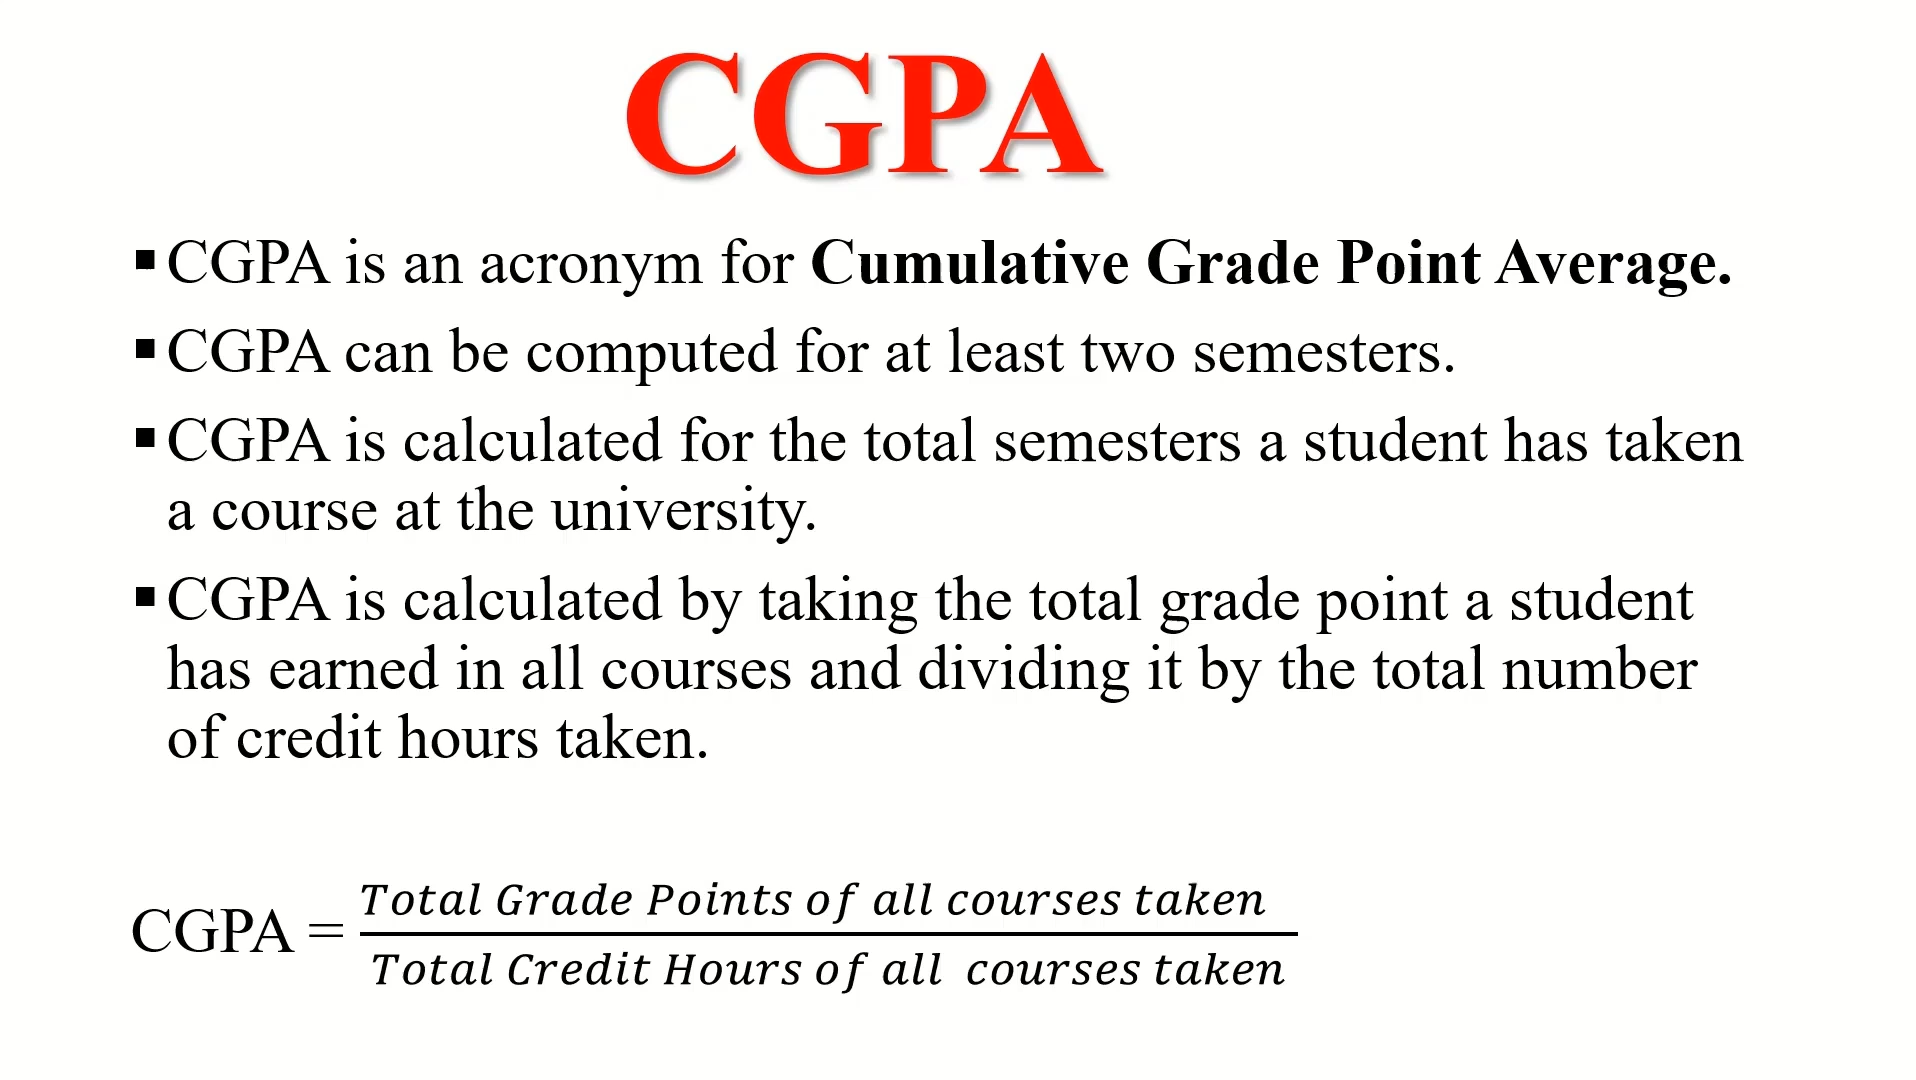 CGPA
▪CGPA is an acronym for Cumulative Grade Point Average.
▪CGPA can be computed for at least two semesters.
▪CGPA is calculated for the total semesters a student has taken
a course at the university.
▪CGPA is calculated by taking the total grade point a student
has earned in all courses and dividing it by the total number
of credit hours taken.
CGPA = Total Grade Points of all courses taken
Total Credit Hours of all courses taken